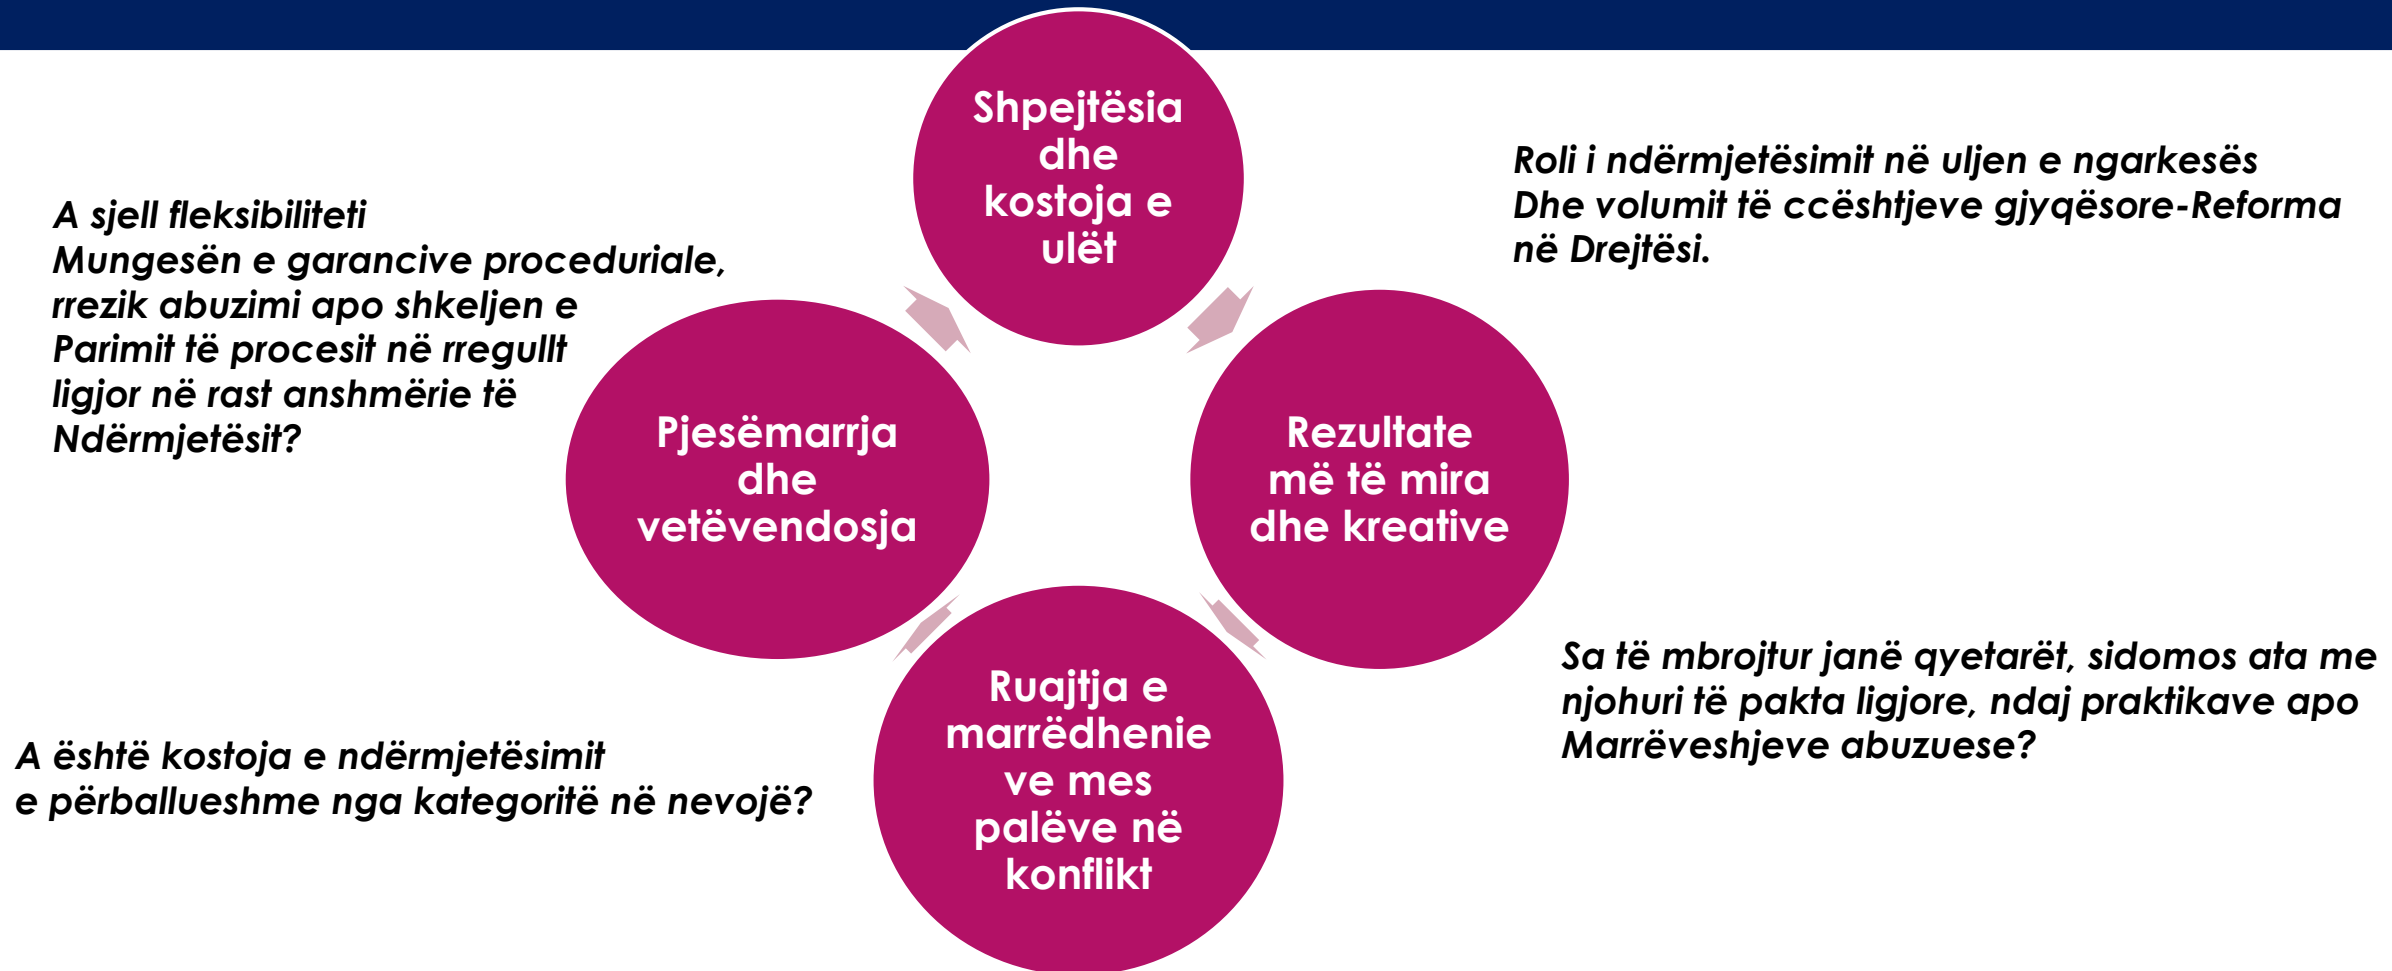 Shpejtësia
dhe
kostoja e
ulët
A sjell fleksibiliteti
Mungesën e garancive proceduriale,
rrezik abuzimi apo shkeljen e
Parimit të procesit në rregullt
ligjor në rast anshmërie të
Ndërmjetësit?
Roli i ndërmjetësimit në uljen e ngarkesës
Dhe volumit të ccështjeve gjyqësore-Reforma
në Drejtësi.
Pjesëmarrja
dhe
vetëvendosja
Rezultate
më të mira
dhe kreative
Ruajtja e
marrëdhenie
ve mes
palëve në
konflikt
A është kostoja e ndërmjetësimit
e përballueshme nga kategoritë në nevojë?
Sa të mbrojtur janë qyetarët, sidomos ata me
njohuri të pakta ligjore, ndaj praktikave apo
Marrëveshjeve abuzuese?